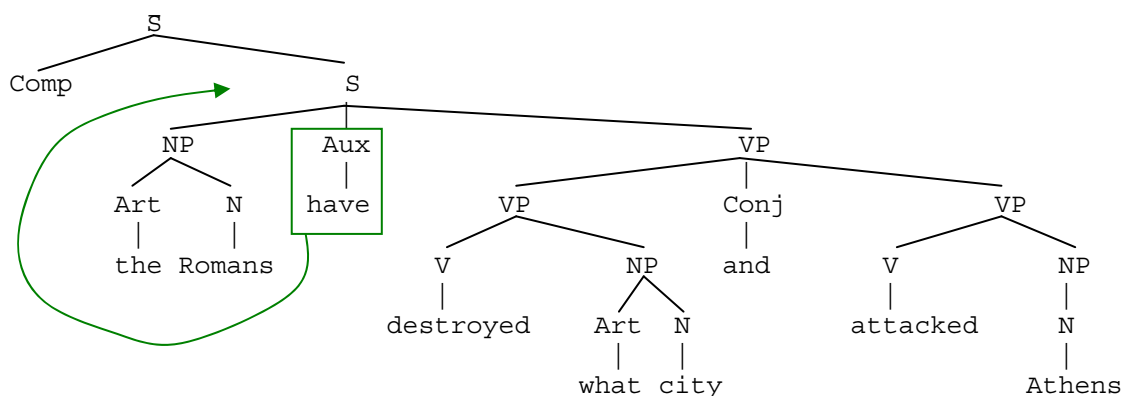 S
Comp S
NP Aux VP
Art N have VP Conj VP
the Romans V NP and V NP
destroyed Art N attacked N
what city Athens